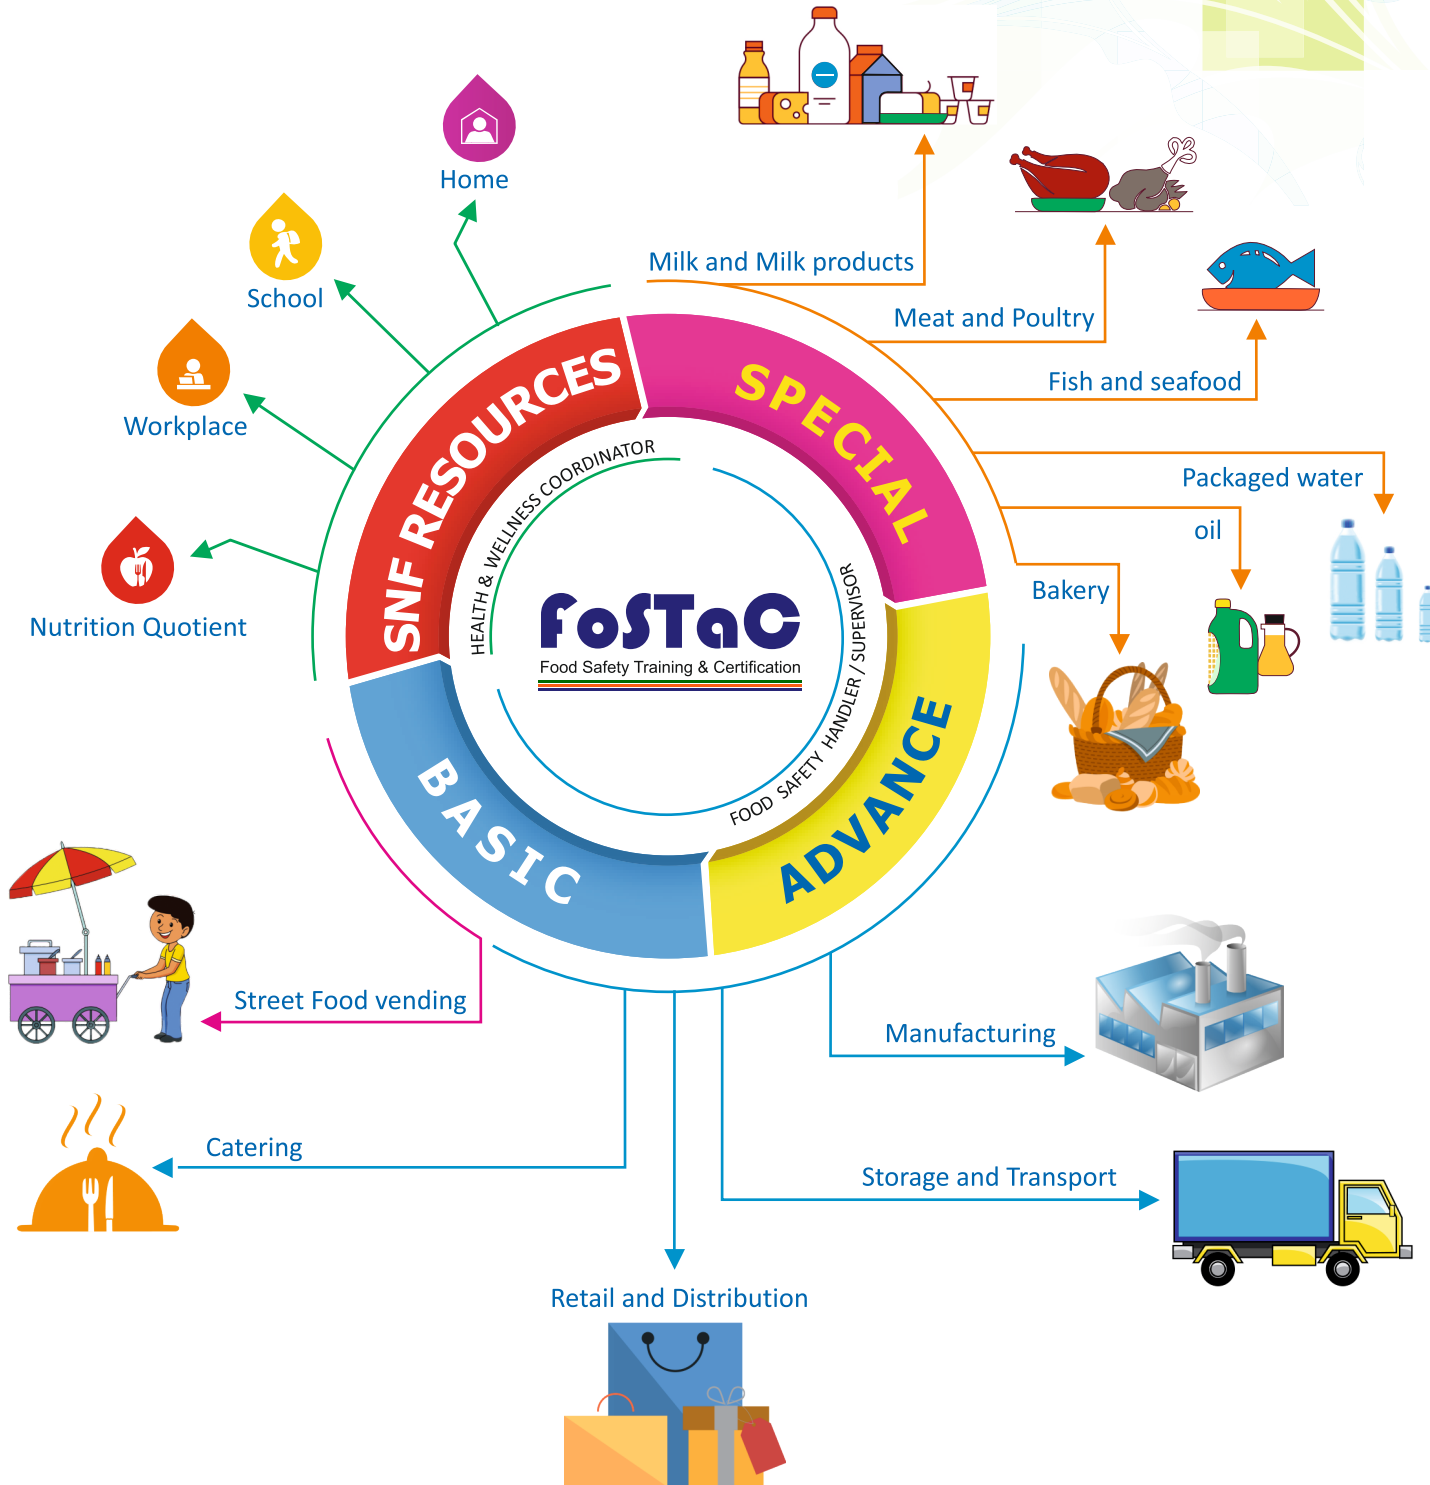 Home
School
Workplace
Nutrition Quotient
Milk and Milk products
Meat and Poultry
Fish and seafood
Packaged water
oil
Bakery
SNF RESOURCES
SPECIAL
ADVANCE
BASIC
HEALTH & WELLNESS COORDINATOR
FOOD SAFETY HANDLER / SUPERVISOR
FoSTaC
Food Safety Training & Certification
Street Food vending
Catering
Manufacturing
Storage and Transport
Retail and Distribution